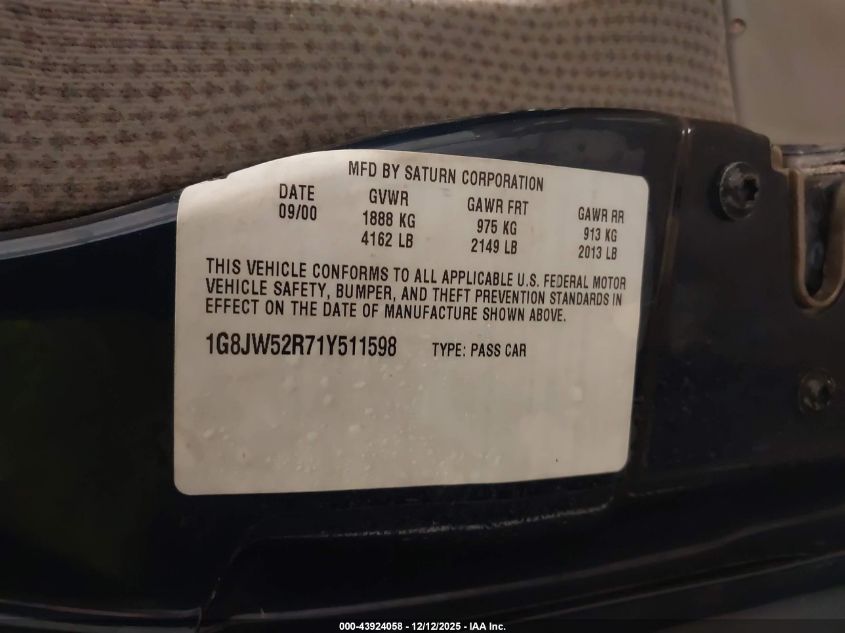 MFD BY SATURN CORPORATION
DATE GVWR GAWR FRT GAWR RR
09/00 1888 KG 975 KG 913 KG
4162 LB 2149 LB 2013 LB
THIS VEHICLE CONFORMS TO ALL APPLICABLE U.S. FEDERAL MOTOR
VEHICLE SAFETY, BUMPER, AND THEFT PREVENTION STANDARDS IN
EFFECT ON THE DATE OF MANUFACTURE SHOWN ABOVE.
1G8JW52R71Y511598 TYPE: PASS CAR
000-43924058 - 12/12/2025 - IAA Inc.